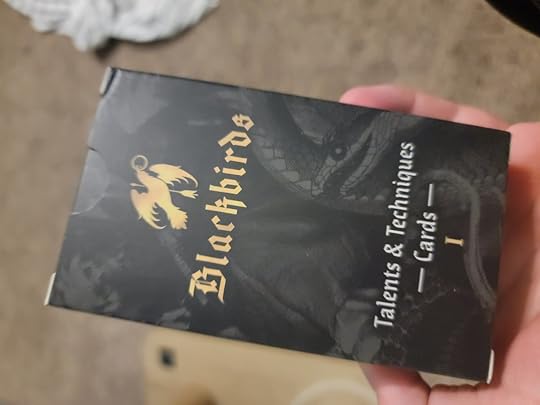 Blackbirds
Talents & Techniques
— Cards —
I